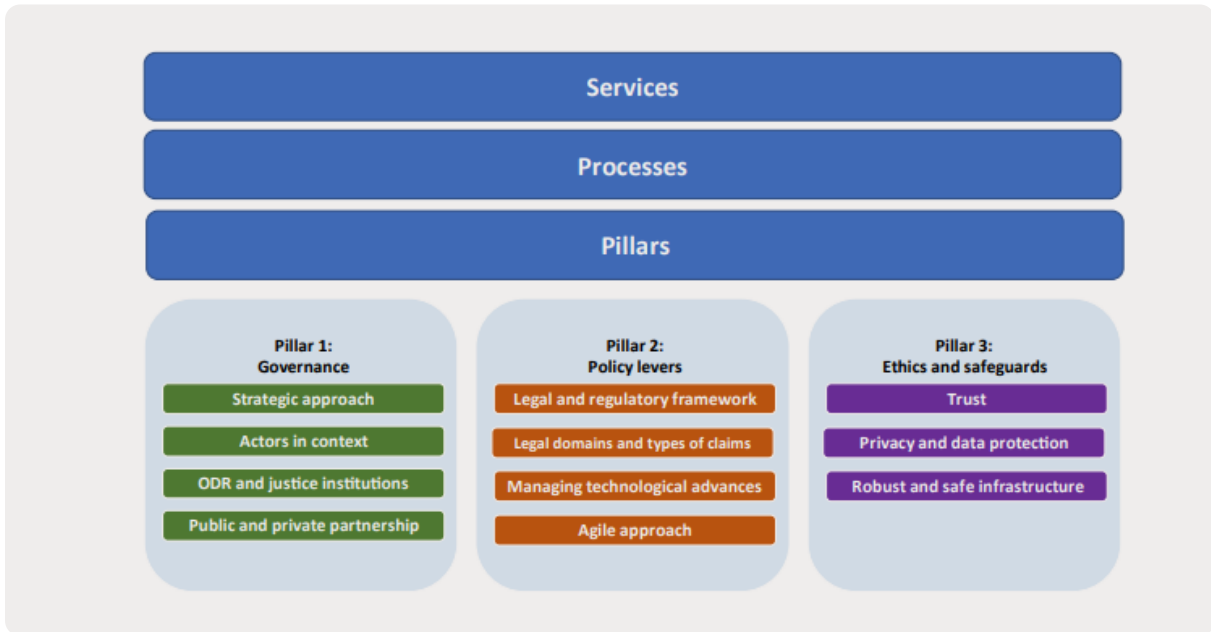 Services
Processes
Pillars
Pillar 1:
Governance
Strategic approach
Actors in context
ODR and justice institutions
Public and private partnership
Pillar 2:
Policy levers
Legal and regulatory framework
Legal domains and types of claims
Managing technological advances
Agile approach
Pillar 3:
Ethics and safeguards
Trust
Privacy and data protection
Robust and safe infrastructure